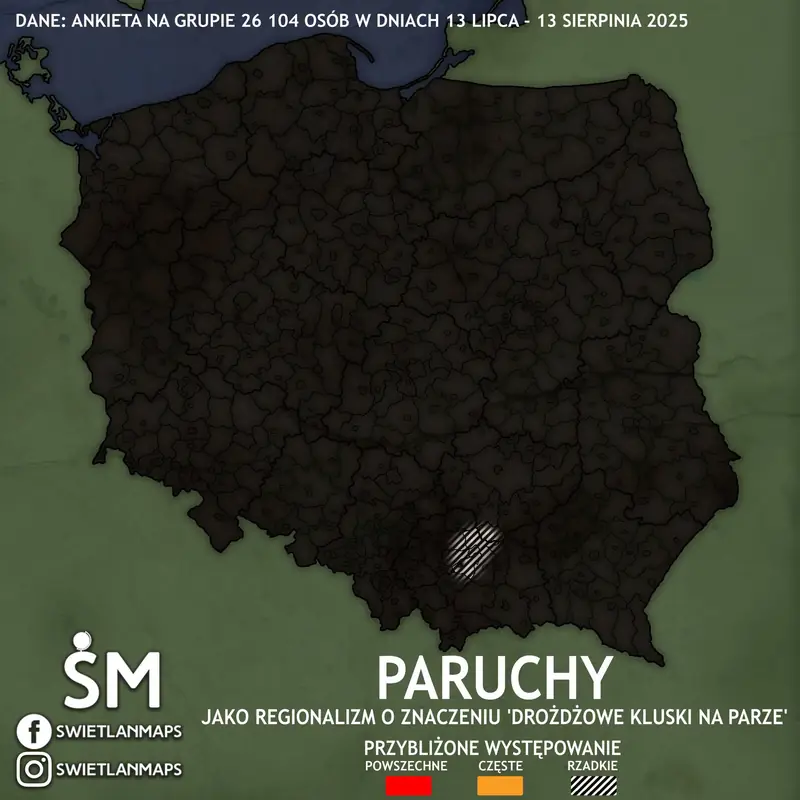 DANE: ANKIETA NA GRUPIE 26 104 OSÓB W DNIACH 13 LIPCA - 13 SIERPINIA 2025
ŚM
SWIETLANMAPS
SWIETLANMAPS
PARUCHY
JAKO REGIONALIZM O ZNACZENIU 'DROŻDŻOWE KLUSKI NA PARZE'
PRZYBLIŻONE WYSTĘPOWANIE
POWSZECHNE CZĘSTE RZADKIE